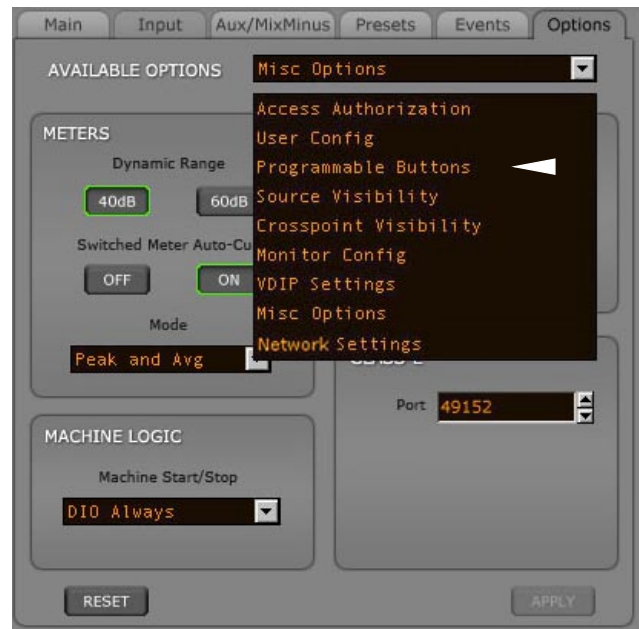 Main Input Aux/MixMinus Presets Events Options
AVAILABLE OPTIONS Misc Options
Access Authorization
User Config
Programmable Buttons
Source Visibility
Crosspoint Visibility
Monitor Config
VDIP Settings
Misc Options
Network Settings
METERS
Dynamic Range
40dB 60dB
Switched Meter Auto-Cu
OFF ON
Mode
Peak and Avg
Port 49152
MACHINE LOGIC
Machine Start/Stop
DIO Always
RESET APPLY